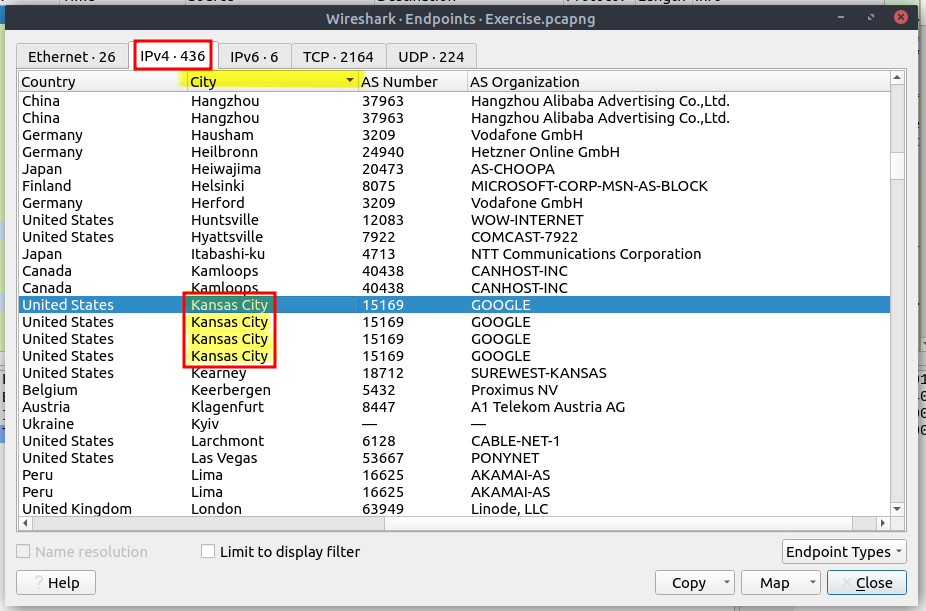 Wireshark · Endpoints · Exercise.pcapng
Ethernet · 26 IPv4 · 436 IPv6 · 6 TCP · 2164 UDP · 224
Country City AS Number AS Organization
China Hangzhou 37963 Hangzhou Alibaba Advertising Co.,Ltd.
China Hangzhou 37963 Hangzhou Alibaba Advertising Co.,Ltd.
Germany Hausham 3209 Vodafone GmbH
Germany Heilbronn 24940 Hetzner Online GmbH
Japan Heiwajima 20473 AS-CHOOPA
Finland Helsinki 8075 MICROSOFT-CORP-MSN-AS-BLOCK
Germany Herford 3209 Vodafone GmbH
United States Huntsville 12083 WOW-INTERNET
United States Hyattsville 7922 COMCAST-7922
Japan Itabashi-ku 4713 NTT Communications Corporation
Canada Kamloops 40438 CANHOST-INC
Canada Kamloops 40438 CANHOST-INC
United States Kansas City 15169 GOOGLE
United States Kansas City 15169 GOOGLE
United States Kansas City 15169 GOOGLE
United States Kansas City 15169 GOOGLE
United States Kearney 18712 SUREWEST-KANSAS
Belgium Keerbergen 5432 Proximus NV
Austria Klagenfurt 8447 A1 Telekom Austria AG
Ukraine Kyiv — —
United States Larchmont 6128 CABLE-NET-1
United States Las Vegas 53667 PONYNET
Peru Lima 16625 AKAMAI-AS
Peru Lima 16625 AKAMAI-AS
United Kingdom London 63949 Linode, LLC
Name resolution Limit to display filter Endpoint Types
? Help Copy Map Close